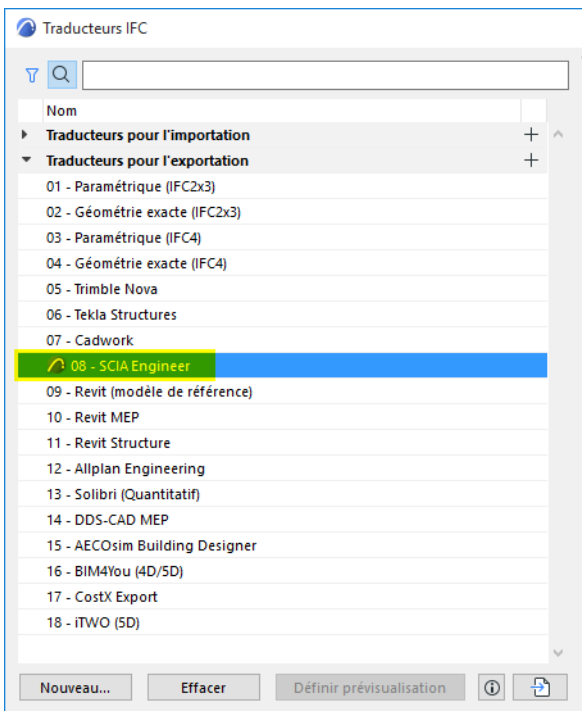 Traducteurs IFC
Nom
Traducteurs pour l'importation
Traducteurs pour l'exportation
01 - Paramétrique (IFC2x3)
02 - Géométrie exacte (IFC2x3)
03 - Paramétrique (IFC4)
04 - Géométrie exacte (IFC4)
05 - Trimble Nova
06 - Tekla Structures
07 - Cadwork
08 - SCIA Engineer
09 - Revit (modèle de référence)
10 - Revit MEP
11 - Revit Structure
12 - Allplan Engineering
13 - Solibri (Quantitatif)
14 - DDS-CAD MEP
15 - AECOsim Building Designer
16 - BIM4You (4D/5D)
17 - CostX Export
18 - iTWO (5D)
Nouveau... Effacer Définir prévisualisation